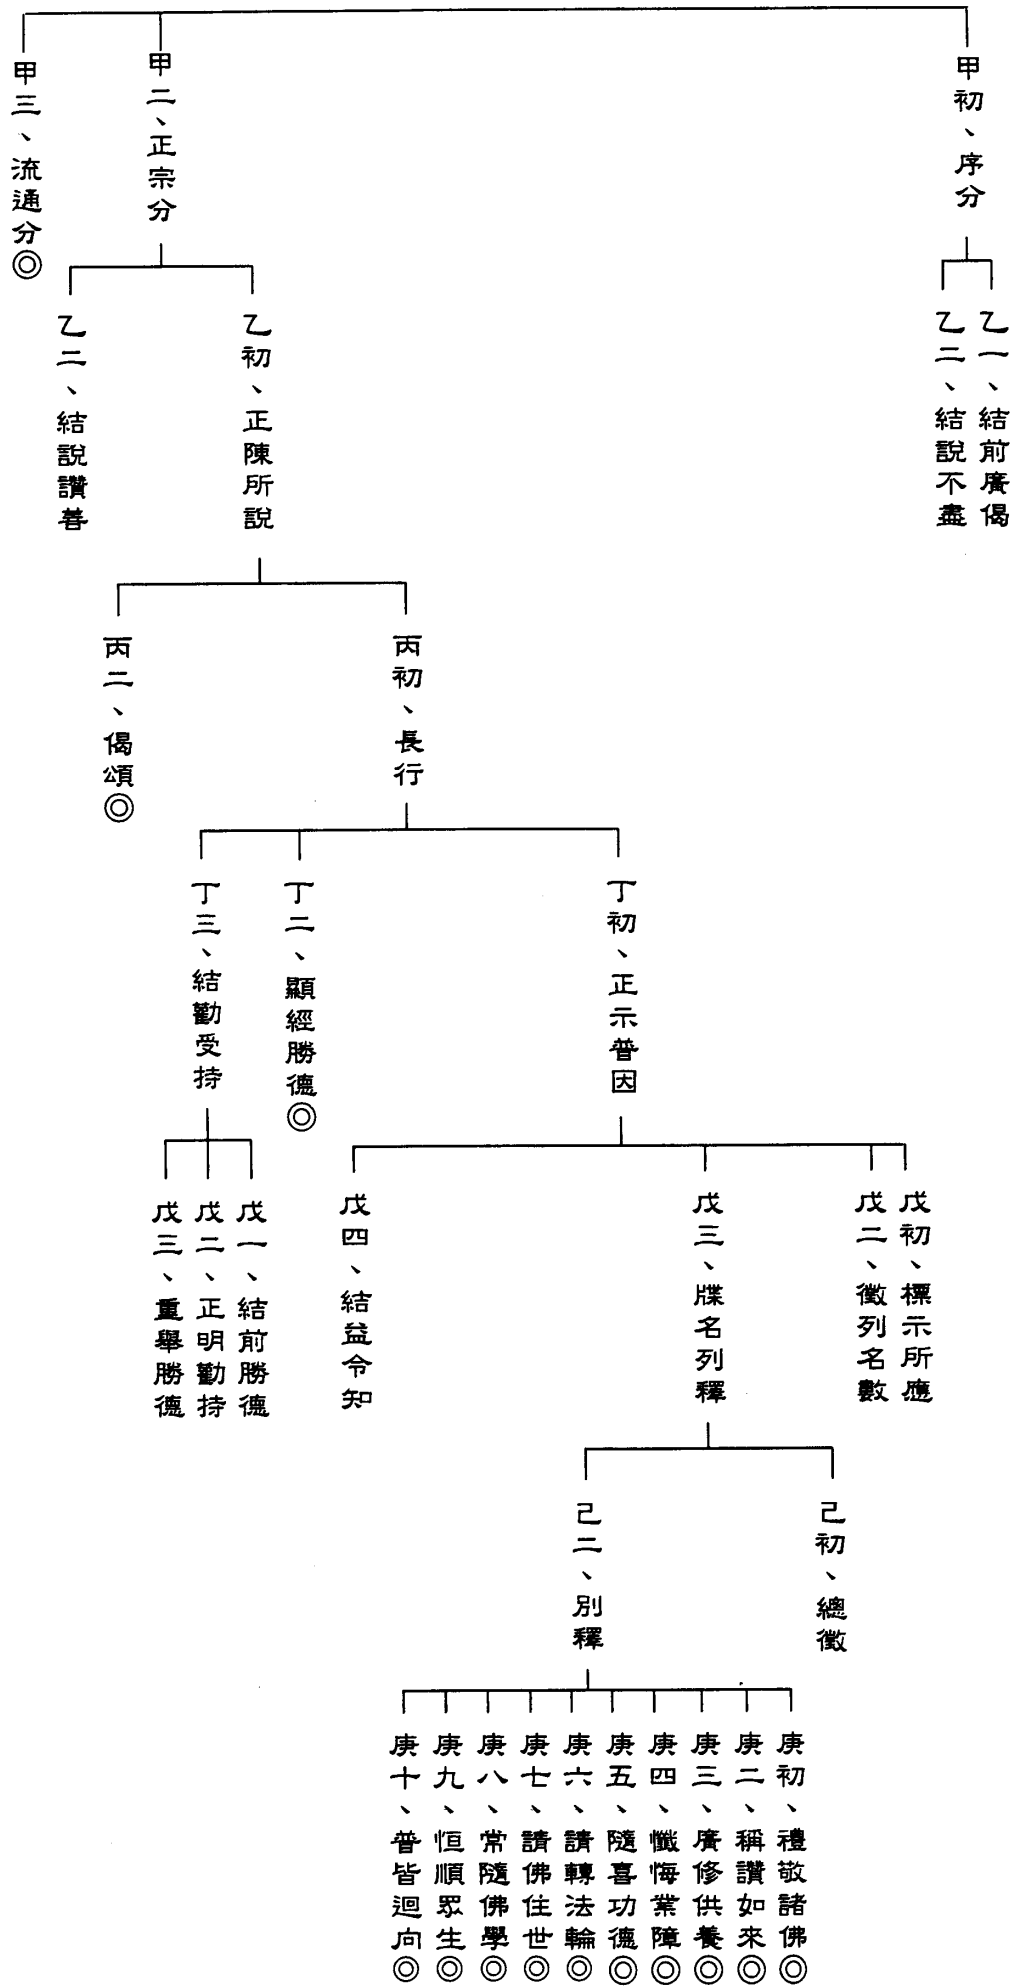 甲初、序分
乙一、結前廣偈
乙二、結說不盡
甲二、正宗分
乙初、正陳所說
丙初、長行
丁初、正示普因
戊初、標示所應
戊二、徵列名數
戊三、牒名列釋
己初、總徵
己二、別釋
庚初、禮敬諸佛◎
庚二、稱讚如來◎
庚三、廣修供養◎
庚四、懺悔業障◎
庚五、隨喜功德◎
庚六、請轉法輪◎
庚七、請佛住世◎
庚八、常隨佛學◎
庚九、恒順眾生◎
庚十、普皆迴向◎
戊四、結益令知
丁二、顯經勝德◎
丁三、結勸受持
戊一、結前勝德
戊二、正明勸持
戊三、重舉勝德
丙二、偈頌◎
乙二、結說讚善
甲三、流通分◎